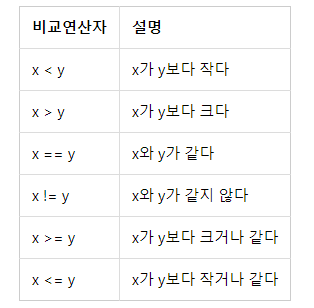 비교연산자 설명
x < y x가 y보다 작다
x > y x가 y보다 크다
x == y x와 y가 같다
x != y x와 y가 같지 않다
x >= y x가 y보다 크거나 같다
x <= y x가 y보다 작거나 같다